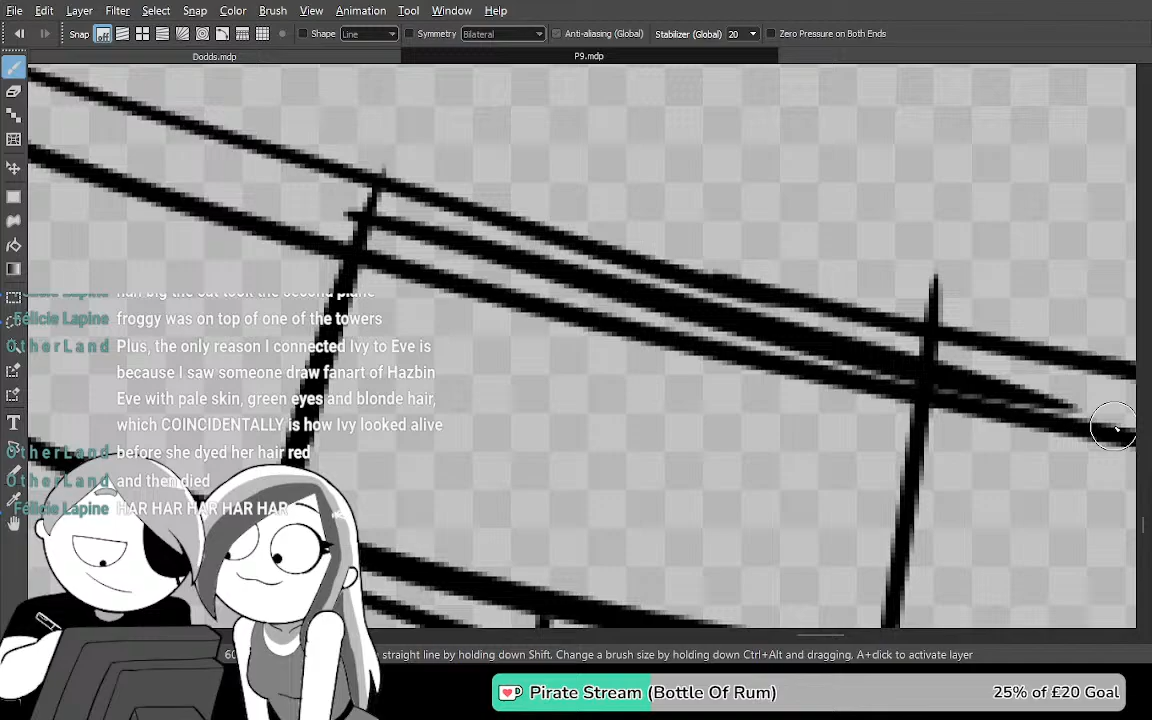 File Edit Layer Filter Select Snap Color Brush View Animation Tool Window Help
Snap off Shape Line Symmetry Bilateral Anti-aliasing (Global) Stabilizer (Global) 20 Zero Pressure on Both Ends
Dodds.mdp P9.mdp
Félicie Lapine froggy was on top of one of the towers
OtherLand Plus, the only reason I connected Ivy to Eve is
because I saw someone draw fanart of Hazbin
Eve with pale skin, green eyes and blonde hair,
which COINCIDENTALLY is how Ivy looked alive
OtherLand before she dyed her hair red
OtherLand and then died
Félicie Lapine HAR HAR HAR HAR HAR
straight line by holding down Shift. Change a brush size by holding down Ctrl+Alt and dragging, A+click to activate layer
Pirate Stream (Bottle Of Rum) 25% of £20 Goal